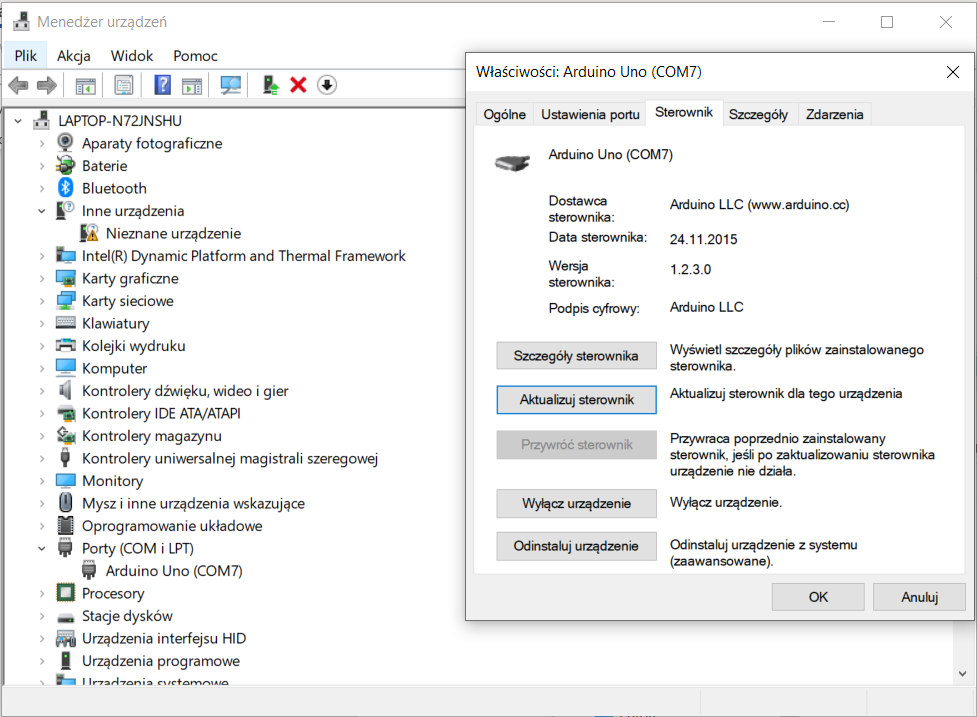 Menedżer urządzeń
Plik Akcja Widok Pomoc
LAPTOP-N72JNSHU
Aparaty fotograficzne
Baterie
Bluetooth
Inne urządzenia
Nieznane urządzenie
Intel(R) Dynamic Platform and Thermal Framework
Karty graficzne
Karty sieciowe
Klawiatury
Kolejki wydruku
Komputer
Kontrolery dźwięku, wideo i gier
Kontrolery IDE ATA/ATAPI
Kontrolery magazynu
Kontrolery uniwersalnej magistrali szeregowej
Monitory
Mysz i inne urządzenia wskazujące
Oprogramowanie układowe
Porty (COM i LPT)
Arduino Uno (COM7)
Procesory
Stacje dysków
Urządzenia interfejsu HID
Urządzenia programowe
Urządzenia systemowe
Właściwości: Arduino Uno (COM7)
Ogólne Ustawienia portu Sterownik Szczegóły Zdarzenia
Arduino Uno (COM7)
Dostawca
sterownika:
Arduino LLC (www.arduino.cc)
Data sterownika: 24.11.2015
Wersja
sterownika:
1.2.3.0
Podpis cyfrowy: Arduino LLC
Szczegóły sterownika
Wyświetl szczegóły plików zainstalowanego
sterownika.
Aktualizuj sterownik
Aktualizuj sterownik dla tego urządzenia
Przywróć sterownik
Przywraca poprzednio zainstalowany
sterownik, jeśli po zaktualizowaniu sterownika
urządzenie nie działa.
Wyłącz urządzenie
Wyłącz urządzenie.
Odinstaluj urządzenie
Odinstaluj urządzenie z systemu
(zaawansowane).
OK Anuluj